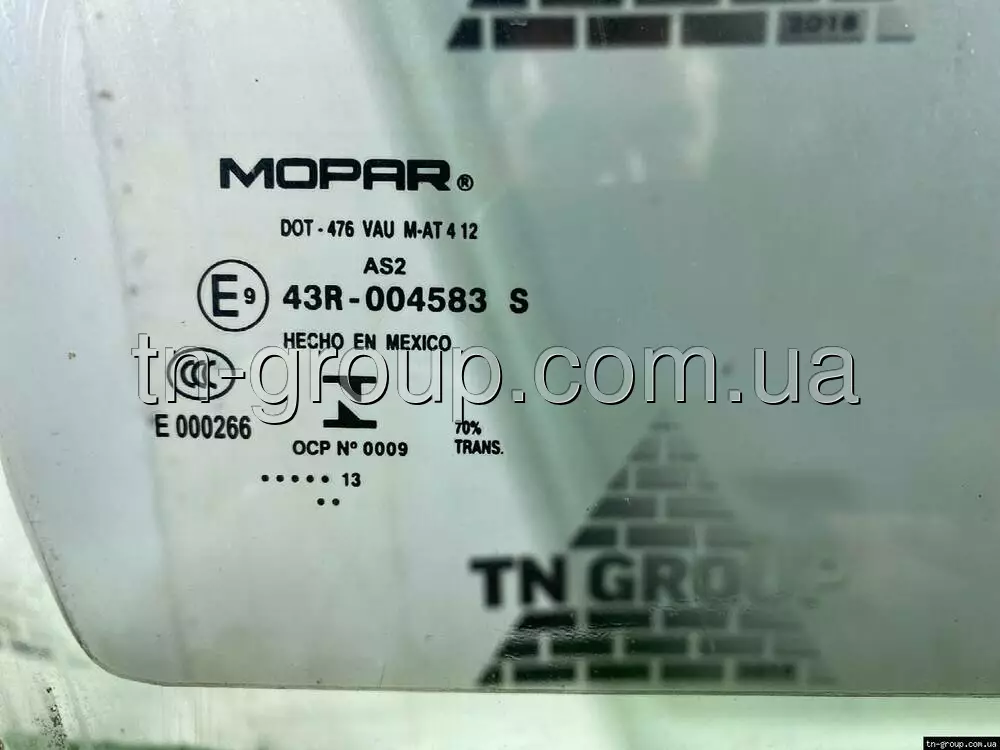 2018
MOPAR®
DOT - 476 VAU M-AT 4 12
AS2
E9 43R - 004583 S
HECHO EN MEXICO
tn-group.com.ua
CCC
E 000266
OCP Nº 0009
70%
TRANS.
• • • • • 13
• •
TN GROUP
tn-group.com.ua